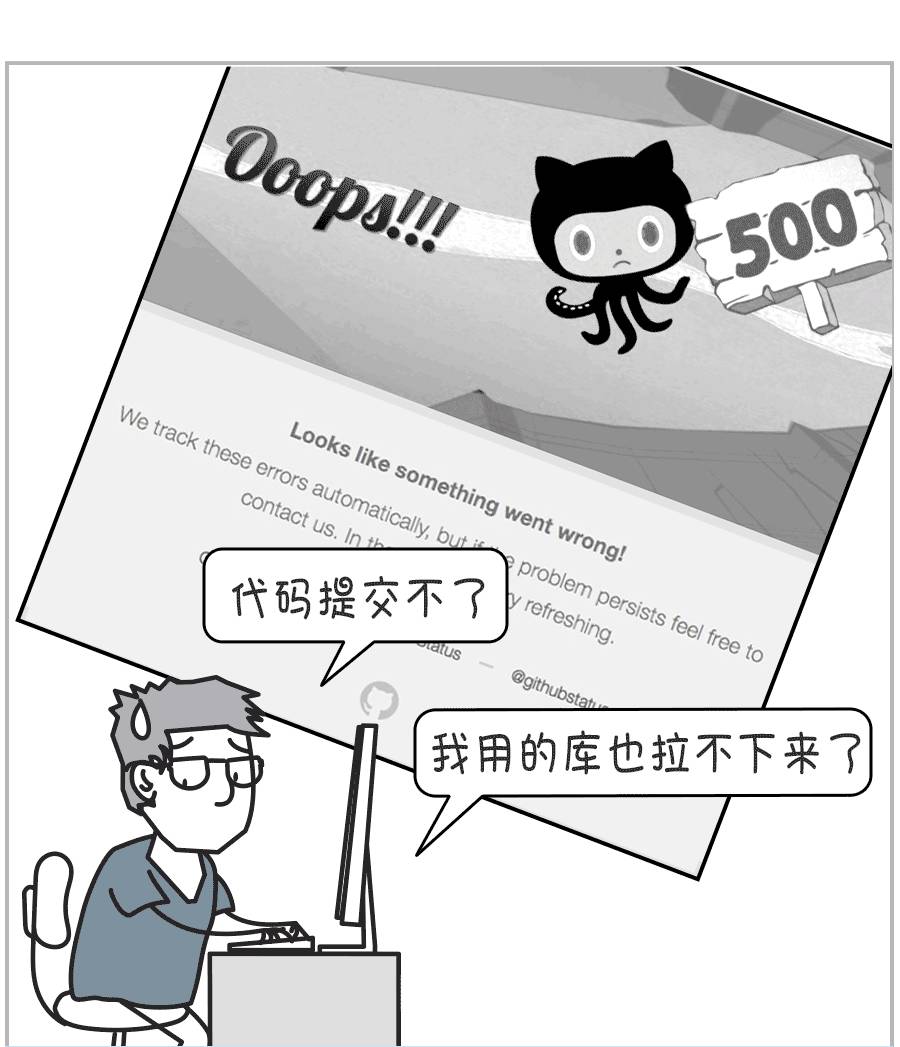 Ooops!!!
500
Looks like something went wrong!
We track these errors automatically, but if the problem persists feel free to
contact us. In the
refreshing.
Status — @githubstatus
代码提交不了
我用的库也拉不下来了